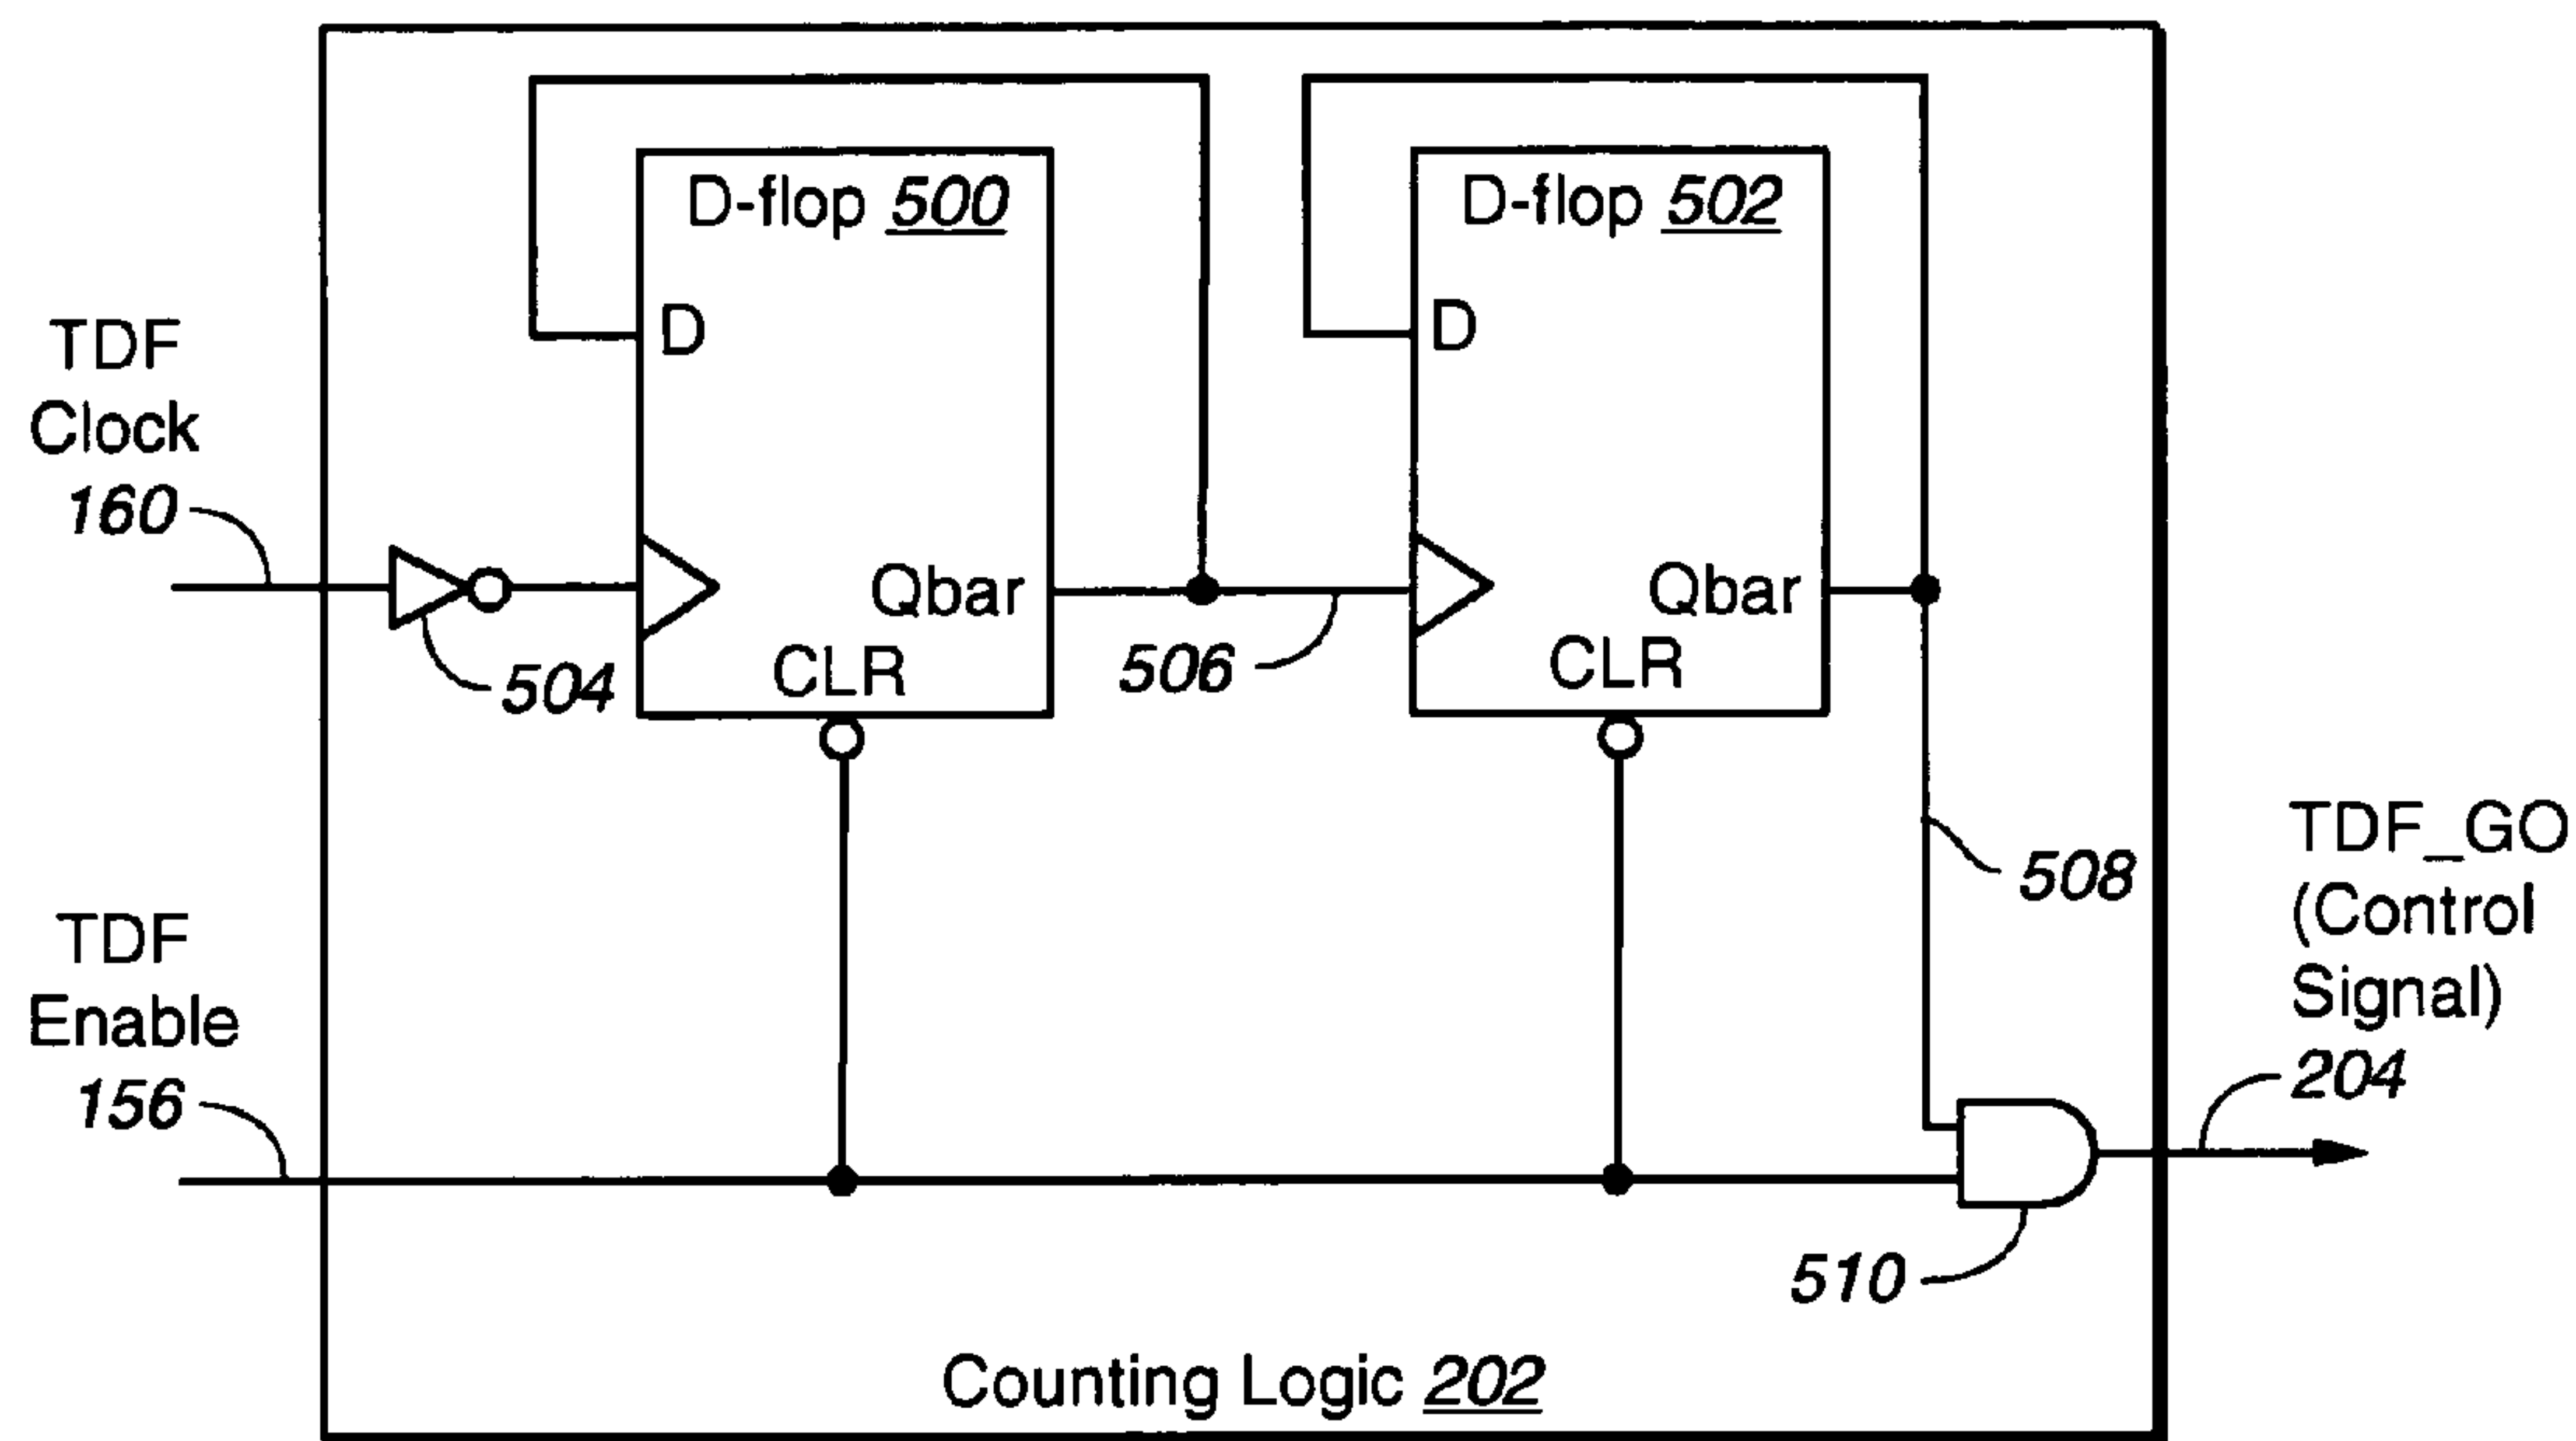 D-flop 500
D-flop 502
D
D
TDF
Clock
160
Qbar
Qbar
504
CLR
506
CLR
508
TDF_GO
(Control
Signal)
204
TDF
Enable
156
510
Counting Logic 202